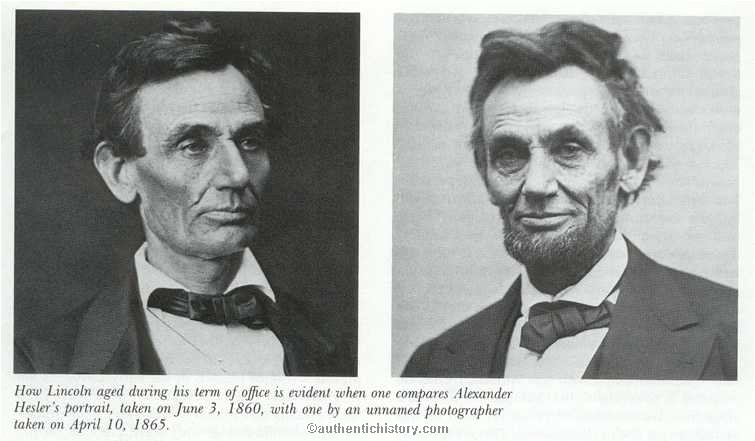 How Lincoln aged during his term of office is evident when one compares Alexander
Hesler's portrait, taken on June 3, 1860, with one by an unnamed photographer
taken on April 10, 1865.
©authentichistory.com